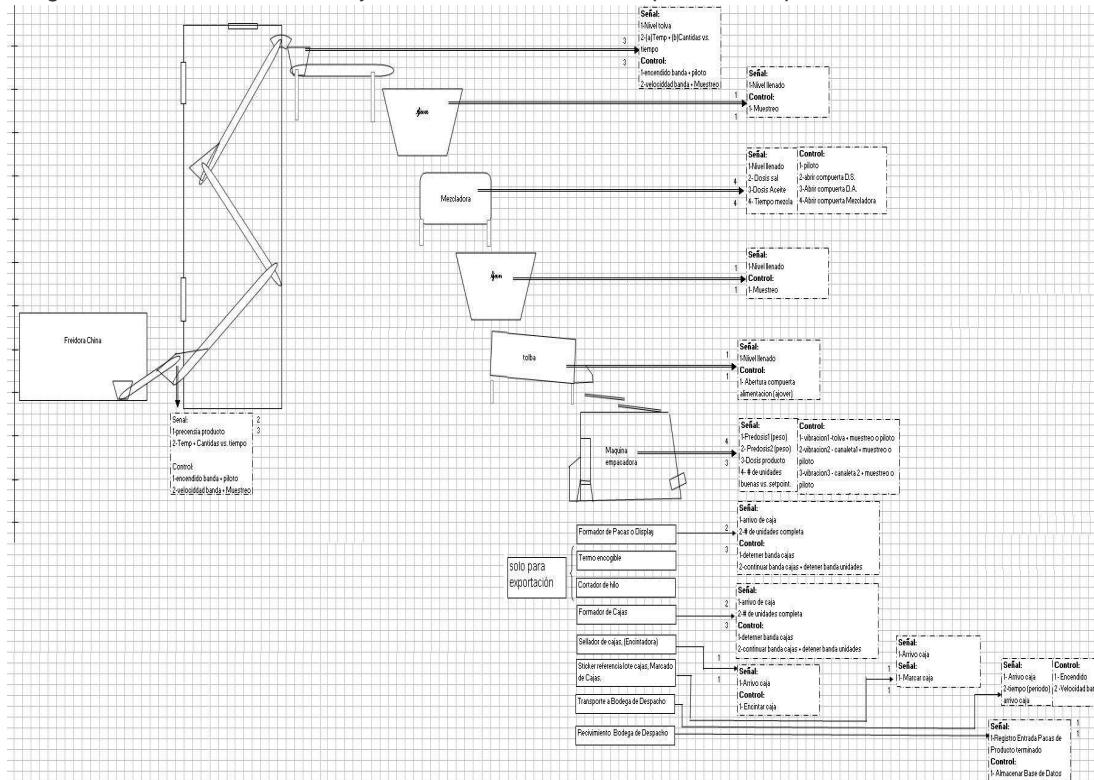 Señal:
1-Nivel tolva
2-(a)Temp + (b)Cantidas vs.
tiempo
Control:
1-encendido banda + piloto
2-velociddad banda + Muestreo
3
3
Señal:
1-Nivel llenado
Control:
1- Muestreo
1
1
Mezcladora
Señal:
1-Nivel llenado
2- Dosis sal
3-Dosis Aceite
4- Tiempo mezcla
Control:
1- piloto
2-abrir compuerta D.S.
3-Abrir compuerta D.A.
4-Abrir compuerta Mezcladora
4
4
Señal:
1-Nivel llenado
Control:
1- Muestreo
1
1
Freidora China
tolba
Señal:
1-Nivel llenado
Control:
1- Abertura compuerta
alimentacion (ajover)
1
1
Senal:
1-precensia producto
2-Temp + Cantidas vs. tiempo
Control:
1-encendido banda + piloto
2-velociddad banda + Muestreo
2
3
Maquina
empacadora
Señal:
1-Predosis1 (peso)
2- Predosis2 (peso)
3-Dosis producto
4- # de unidades
buenas vs. setpoint.
Control:
1- vibracion1-tolva + muestreo o piloto
2-vibracion2 - canaleta1 + muestreo o
piloto
3-vibracion3 - canaleta 2 + muestreo o
piloto
4
3
Señal:
1-arrivo de caja
2-# de unidades completa
Control:
1-deterner banda cajas
2-continuar banda cajas + detener banda unidades
2
3
Formador de Pacas o Display
solo para
exportación
Termo encogible
Cortador de hilo
Formador de Cajas
Señal:
1-arrivo de caja
2-# de unidades completa
Control:
1-deterner banda cajas
2-continuar banda cajas + detener banda unidades
2
3
Sellador de cajas, (Encintadora)
Sticker referencia lote cajas, Marcado
de Cajas.
Transporte a Bodega de Despacho
Recivimiento Bodega de Despacho
Señal:
1-Arrivo caja
Control:
1- Encintar caja
1
1
Señal:
1-Arrivo caja
Señal:
1- Marcar caja
1
1
Señal:
1- Arrivo caja
2-tiempo (periodo)
arrivo caja
Control:
1- Encendido
2 -Velocidad
Señal:
1-Registro Entrada Pacas de
Producto terminado
Control:
1- Almacenar Base de Datos
1
1